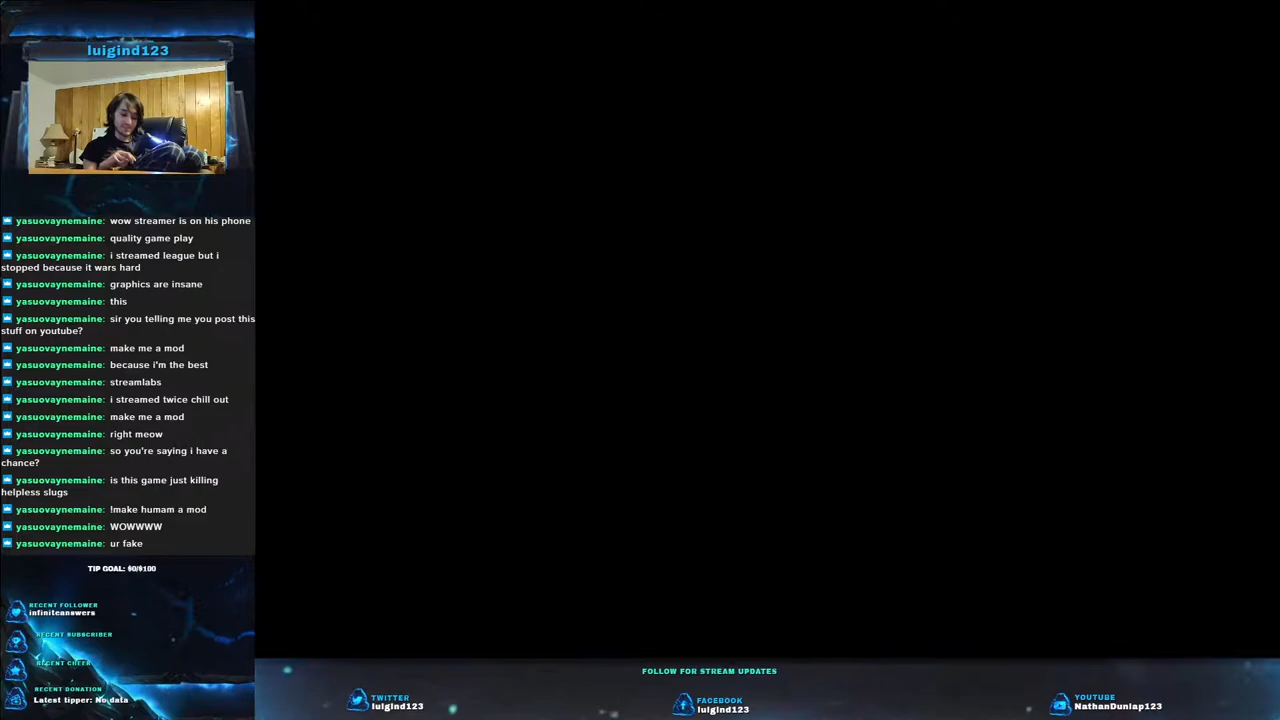 luigind123
yasuovaynemaine: wow streamer is on his phone
yasuovaynemaine: quality game play
yasuovaynemaine: i streamed league but i
stopped because it wars hard
yasuovaynemaine: graphics are insane
yasuovaynemaine: this
yasuovaynemaine: sir you telling me you post this
stuff on youtube?
yasuovaynemaine: make me a mod
yasuovaynemaine: because i'm the best
yasuovaynemaine: streamlabs
yasuovaynemaine: i streamed twice chill out
yasuovaynemaine: make me a mod
yasuovaynemaine: right meow
yasuovaynemaine: so you're saying i have a
chance?
yasuovaynemaine: is this game just killing
helpless slugs
yasuovaynemaine: !make humam a mod
yasuovaynemaine: WOWWWW
yasuovaynemaine: ur fake
TIP GOAL: $0/$100
RECENT FOLLOWER
infiniteanswers
RECENT SUBSCRIBER
RECENT CHEER
RECENT DONATION
Latest tipper: No data
FOLLOW FOR STREAM UPDATES
TWITTER
luigind123
FACEBOOK
luigind123
YOUTUBE
NathanDunlap123